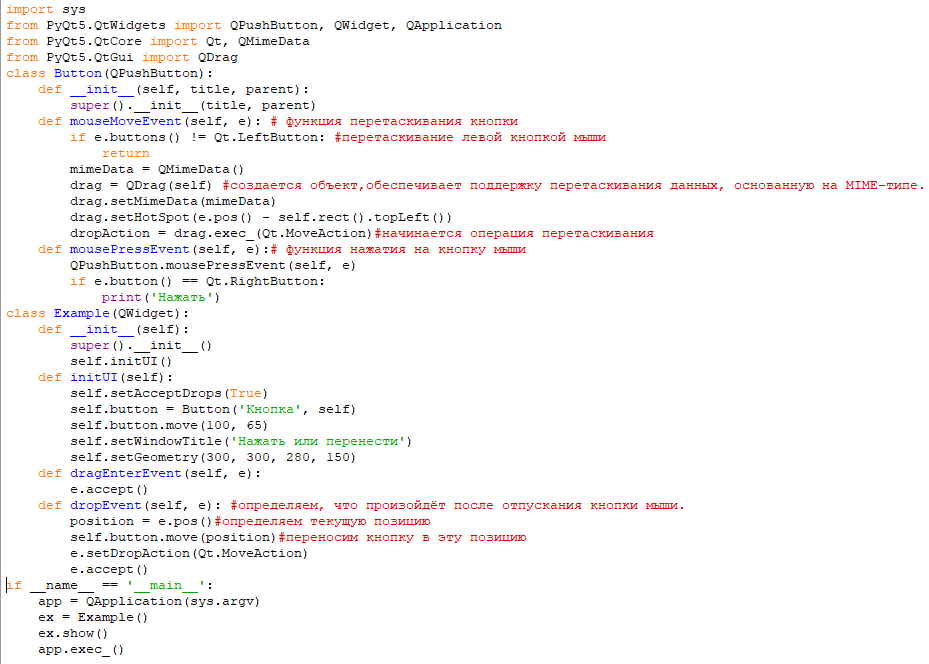 import sys
from PyQt5.QtWidgets import QPushButton, QWidget, QApplication
from PyQt5.QtCore import Qt, QMimeData
from PyQt5.QtGui import QDrag
class Button(QPushButton):
    def __init__(self, title, parent):
        super().__init__(title, parent)
    def mouseMoveEvent(self, e): # функция перетаскивания кнопки
        if e.buttons() != Qt.LeftButton: #перетаскивание левой кнопкой мыши
            return
        mimeData = QMimeData()
        drag = QDrag(self) #создается объект,обеспечивает поддержку перетаскивания данных, основанную на MIME-типе.
        drag.setMimeData(mimeData)
        drag.setHotSpot(e.pos() - self.rect().topLeft())
        dropAction = drag.exec_(Qt.MoveAction)#начинается операция перетаскивания
    def mousePressEvent(self, e):# функция нажатия на кнопку мыши
        QPushButton.mousePressEvent(self, e)
        if e.button() == Qt.RightButton:
            print('Нажать')
class Example(QWidget):
    def __init__(self):
        super().__init__()
        self.initUI()
    def initUI(self):
        self.setAcceptDrops(True)
        self.button = Button('Кнопка', self)
        self.button.move(100, 65)
        self.setWindowTitle('Нажать или перенести')
        self.setGeometry(300, 300, 280, 150)
    def dragEnterEvent(self, e):
        e.accept()
    def dropEvent(self, e): #определяем, что произойдёт после отпускания кнопки мыши.
        position = e.pos()#определяем текущую позицию
        self.button.move(position)#переносим кнопку в эту позицию
        e.setDropAction(Qt.MoveAction)
        e.accept()
if __name__ == '__main__':
    app = QApplication(sys.argv)
    ex = Example()
    ex.show()
    app.exec_()